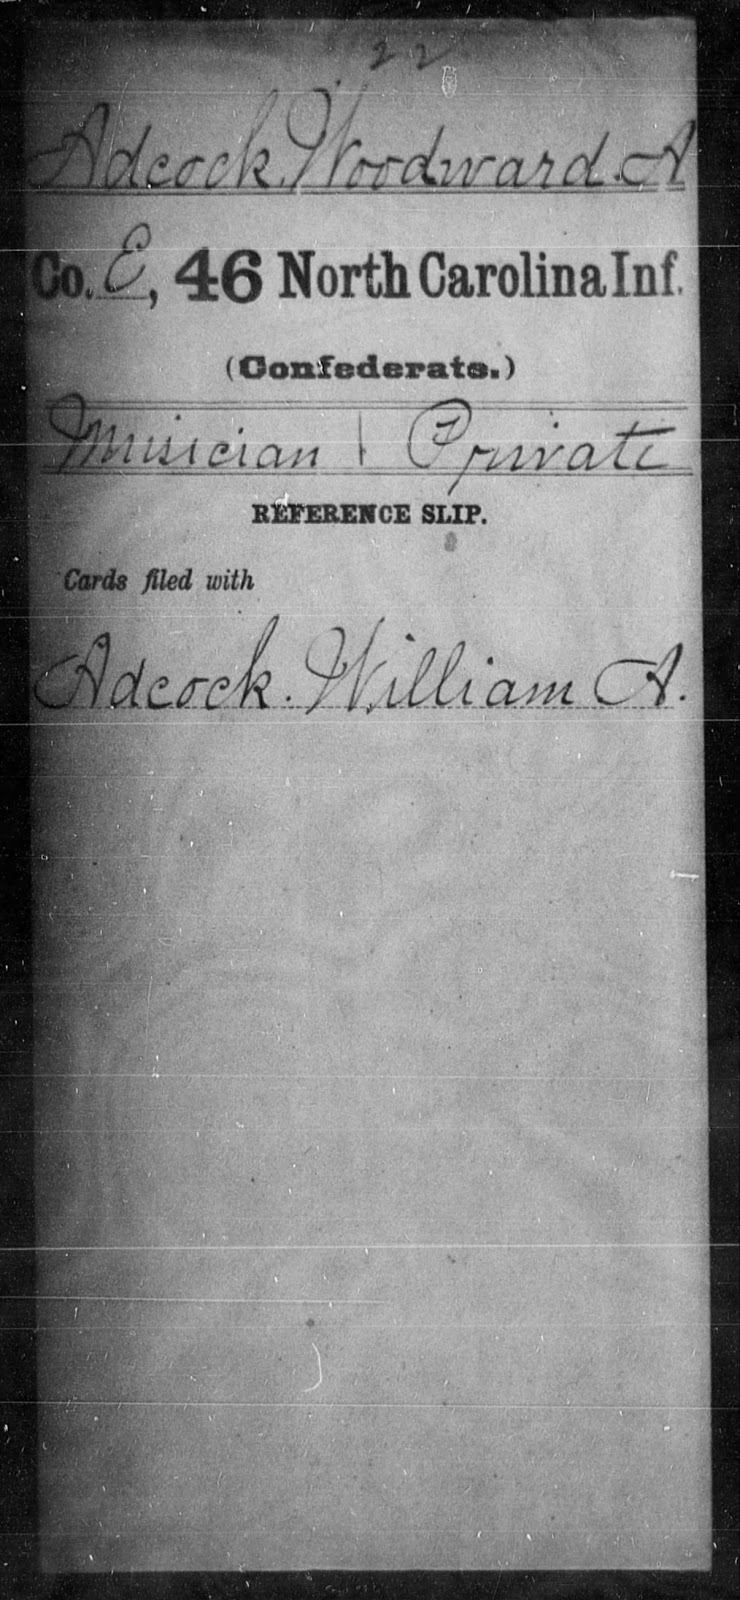 22
Adcock, Woodward. A
Co. E, 46 North Carolina Inf.
(Confederate.)
Musician | Private
REFERENCE SLIP.
Cards filed with
Adcock. William A.